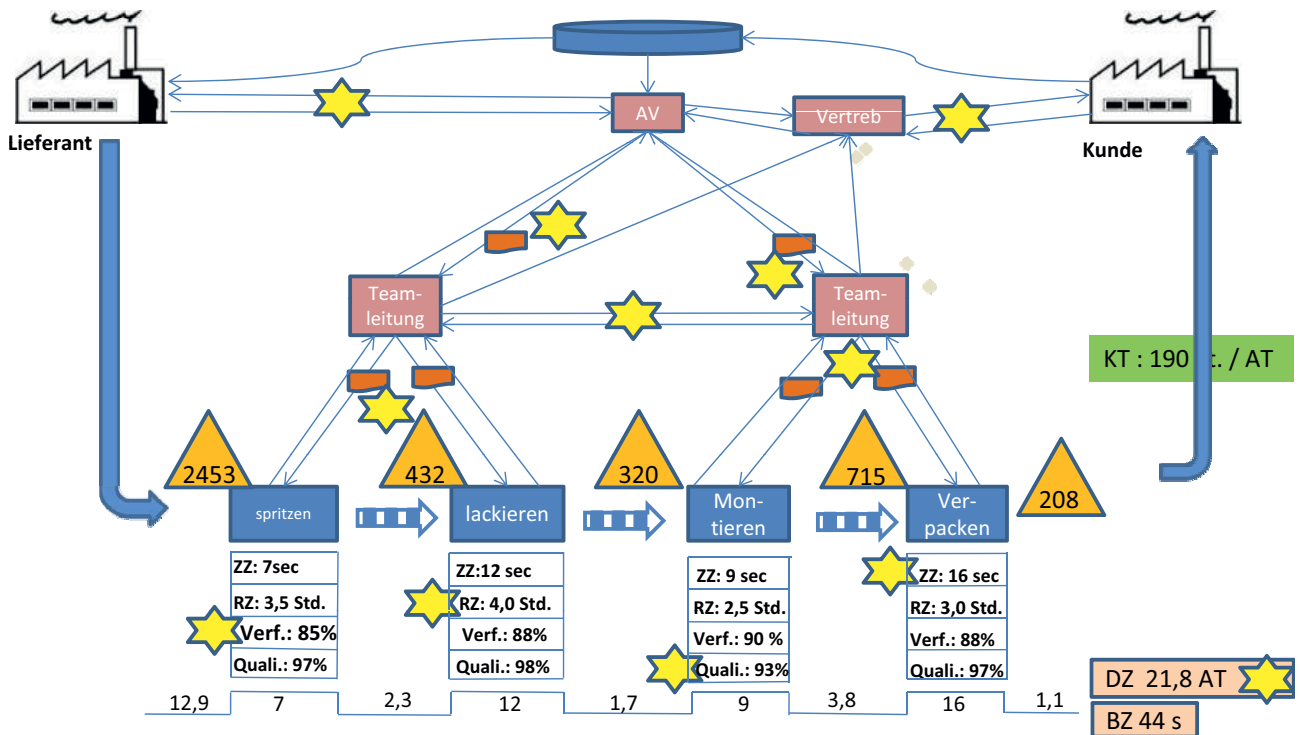 AV
Vertreb
Lieferant
Kunde
Team-
leitung
Team-
leitung
KT : 190 St. / AT
2453
432
320
715
208
spritzen
lackieren
Mon-
tieren
Ver-
packen
ZZ: 7sec
RZ: 3,5 Std.
Verf.: 85%
Quali.: 97%
ZZ:12 sec
RZ: 4,0 Std.
Verf.: 88%
Quali.: 98%
ZZ: 9 sec
RZ: 2,5 Std.
Verf.: 90 %
Quali.: 93%
ZZ: 16 sec
RZ: 3,0 Std.
Verf.: 88%
Quali.: 97%
12,9
7
2,3
12
1,7
9
3,8
16
1,1
DZ 21,8 AT
BZ 44 s